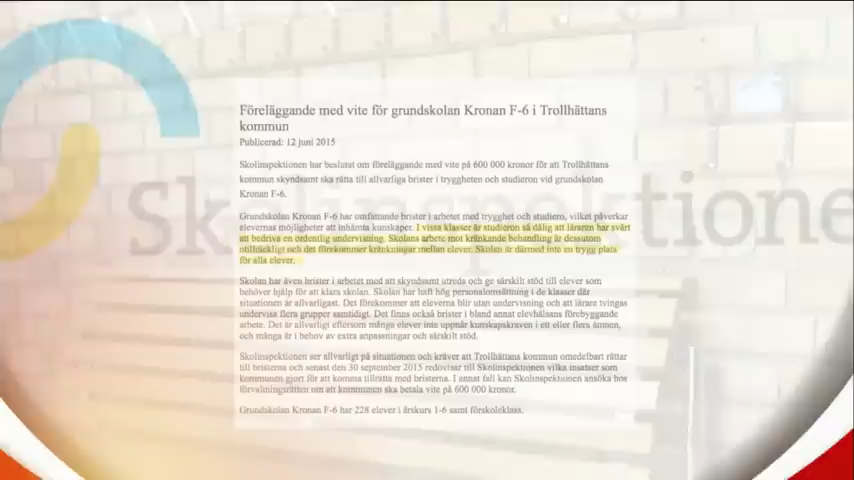 Föreläggande med vite för grundskolan Kronan F-6 i Trollhättans
kommun
Publicerad: 12 juni 2015
Skolinspektionen har beslutat om föreläggande med vite på 600 000 kronor för att Trollhättans
kommun skyndsamt ska rätta till allvarliga brister i tryggheten och studieron vid grundskolan
Kronan F-6.
Grundskolan Kronan F-6 har omfattande brister i arbetet med trygghet och studiero, vilket påverkar
elevernas möjligheter att inhämta kunskaper. I vissa klasser är studieron så dålig att läraren har svårt
att bedriva en ordentlig undervisning. Skolans arbete mot kränkande behandling är dessutom
otillräckligt och det förekommer kränkningar mellan elever. Skolan är därmed inte en trygg plats
för alla elever.
Skolan har även brister i arbetet med att skyndsamt utreda och ge särskilt stöd till elever som
behöver hjälp för att klara skolan. Skolan har haft hög personalomsättning i de klasser där
situationen är allvarligast. Det förekommer att eleverna blir utan undervisning och att lärare tvingas
undervisa flera grupper samtidigt. Det finns också brister i bland annat elevhälsans förebyggande
arbete. Det är allvarligt eftersom många elever inte uppnår kunskapskraven i ett eller flera ämnen,
och många är i behov av extra anpassningar och särskilt stöd.
Skolinspektionen ser allvarligt på situationen och kräver att Trollhättans kommun omedelbart rättar
till bristerna och senast den 30 september 2015 redovisar till Skolinspektionen vilka insatser som
kommunen gjort för att komma tillrätta med bristerna. I annat fall kan Skolinspektionen ansöka hos
förvaltningsrätten om att kommunen ska betala vite på 600 000 kronor.
Grundskolan Kronan F-6 har 228 elever i årskurs 1-6 samt förskoleklass.
Skolinspektione